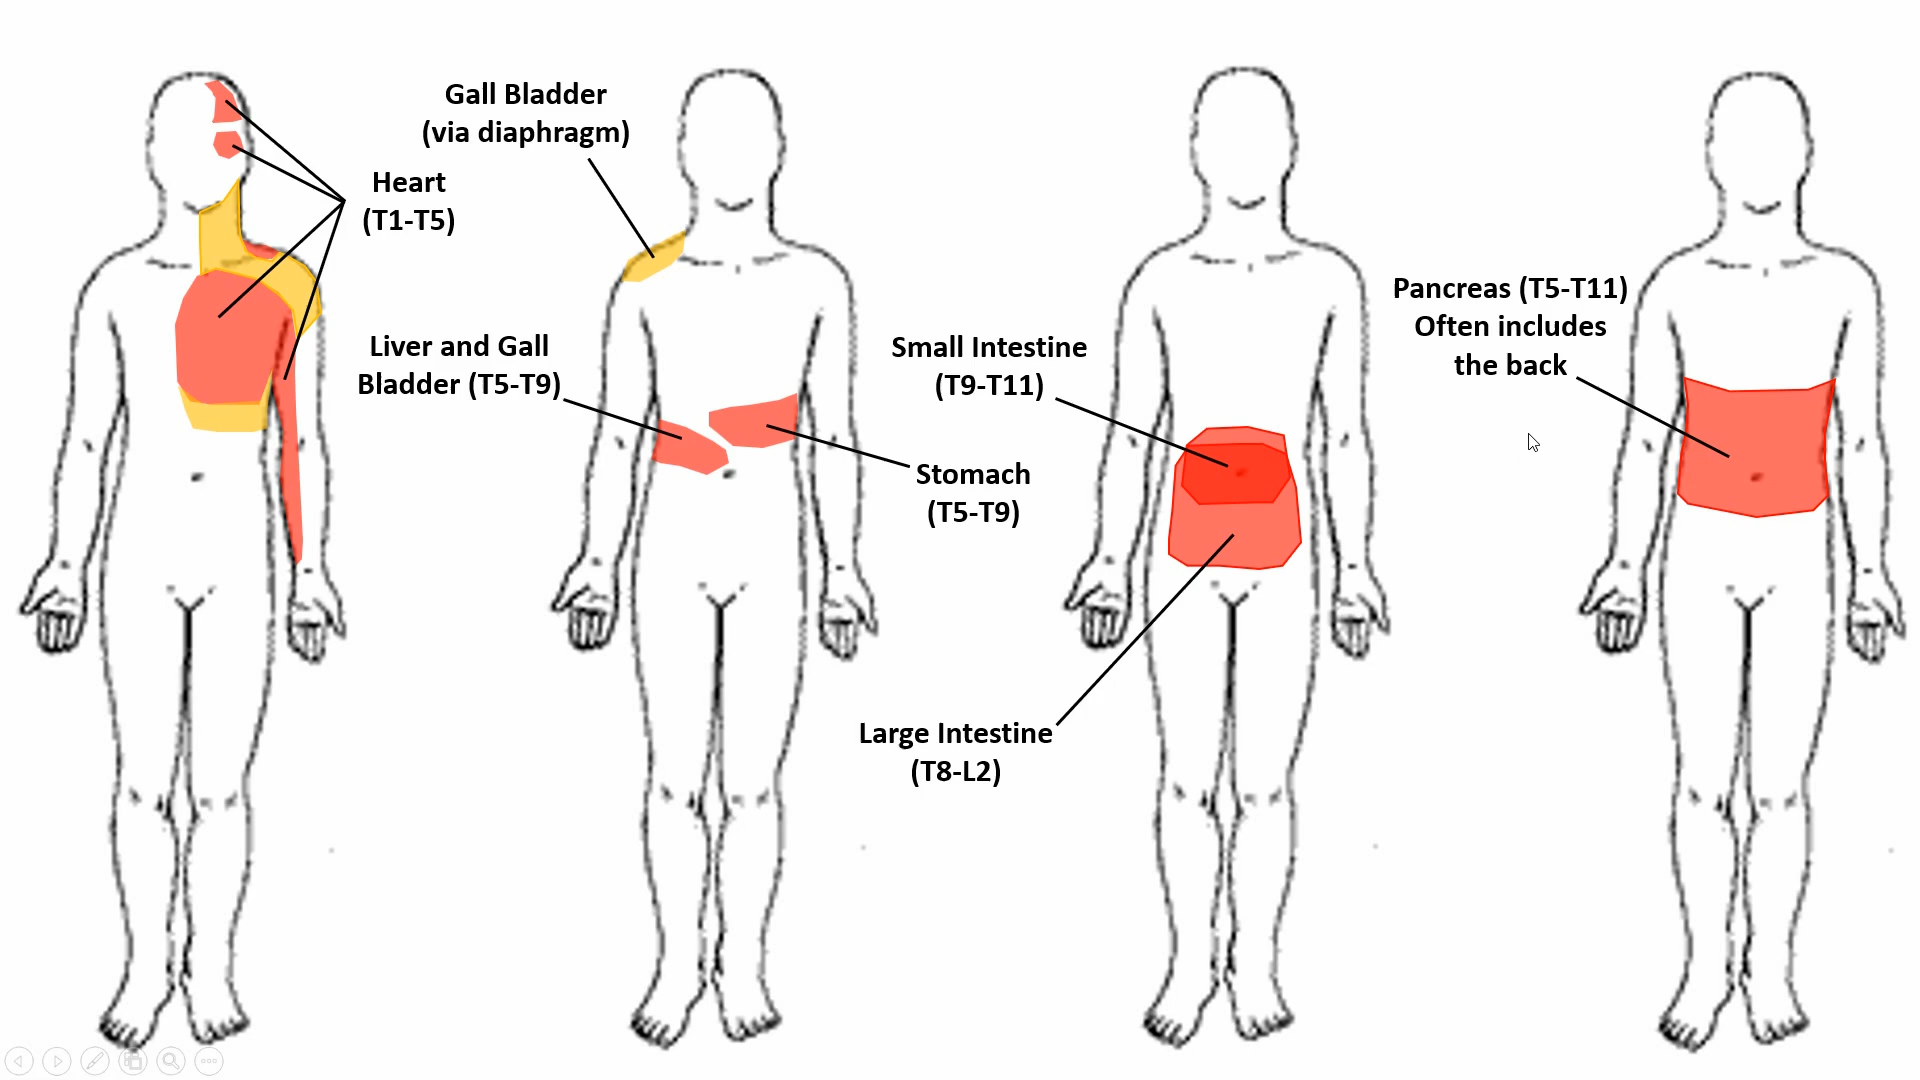 Gall Bladder
(via diaphragm)
Heart
(T1-T5)
Liver and Gall
Bladder (T5-T9)
Stomach
(T5-T9)
Small Intestine
(T9-T11)
Large Intestine
(T8-L2)
Pancreas (T5-T11)
Often includes
the back